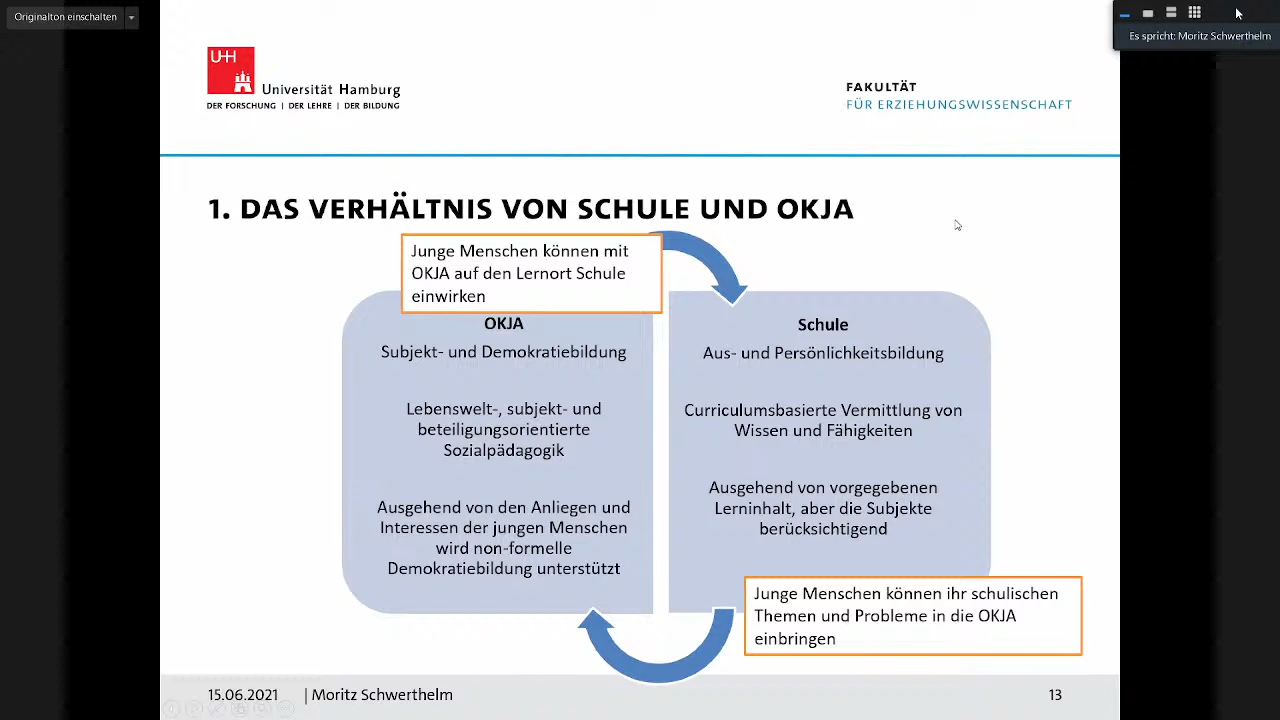 Originalton einschalten
Es spricht: Moritz Schwerthelm
UHH
Universität Hamburg
DER FORSCHUNG | DER LEHRE | DER BILDUNG
FAKULTÄT
FÜR ERZIEHUNGSWISSENSCHAFT
1. DAS VERHÄLTNIS VON SCHULE UND OKJA
Junge Menschen können mit
OKJA auf den Lernort Schule
einwirken
OKJA
Subjekt- und Demokratiebildung
Lebenswelt-, subjekt- und
beteiligungsorientierte
Sozialpädagogik
Ausgehend von den Anliegen und
Interessen der jungen Menschen
wird non-formelle
Demokratiebildung unterstützt
Schule
Aus- und Persönlichkeitsbildung
Curriculumsbasierte Vermittlung von
Wissen und Fähigkeiten
Ausgehend von vorgegebenen
Lerninhalt, aber die Subjekte
berücksichtigend
Junge Menschen können ihr schulischen
Themen und Probleme in die OKJA
einbringen
15.06.2021 | Moritz Schwerthelm
13